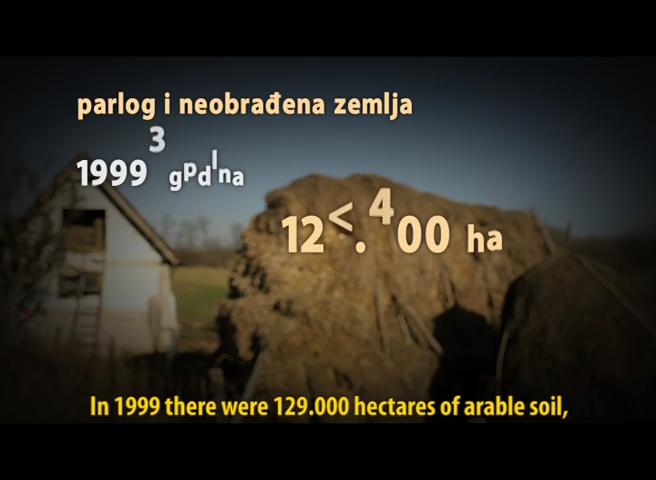 parlog i neobrađena zemlja
1999
ha
In 1999 there were 129.000 hectares of arable soil,